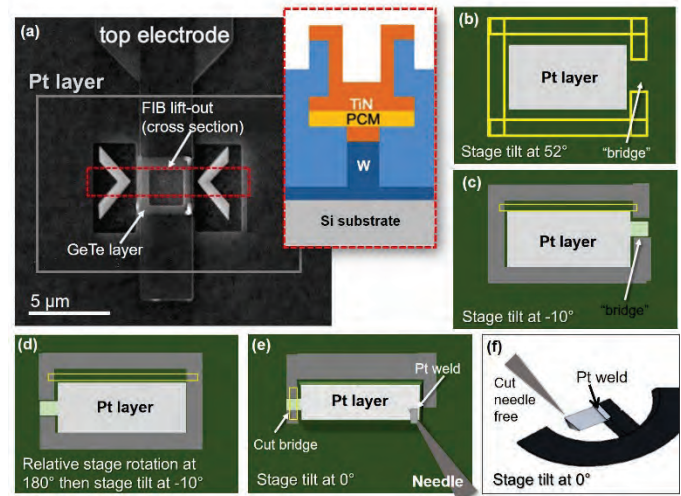 (a)
top electrode
Pt layer
FIB lift-out
(cross section)
GeTe layer
5 µm
TiN
PCM
W
Si substrate
(b)
Pt layer
"bridge"
Stage tilt at 52°
(c)
Pt layer
"bridge"
Stage tilt at -10°
(d)
Pt layer
Relative stage rotation at
180° then stage tilt at -10°
(e)
Pt weld
Pt layer
Cut bridge
Stage tilt at 0°
Needle
(f)
Cut
needle
free
Pt weld
Stage tilt at 0°